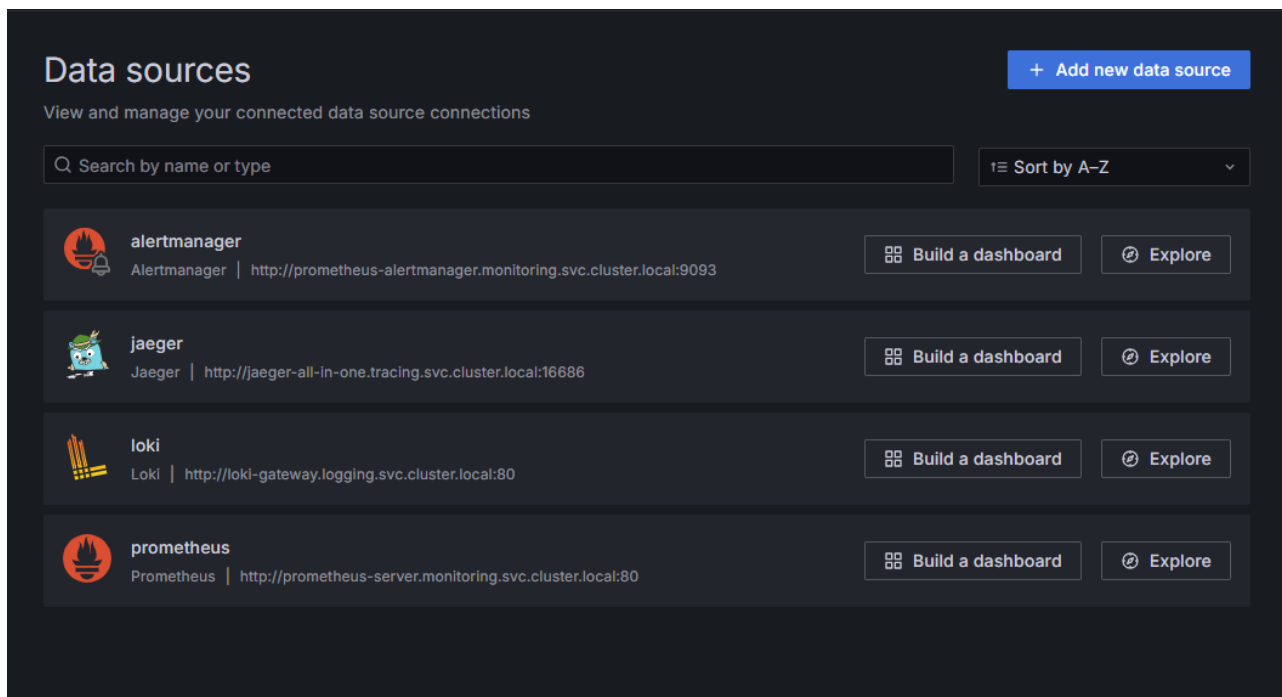 Data sources
+ Add new data source
View and manage your connected data source connections
Search by name or type
Sort by A–Z
alertmanager
Alertmanager | http://prometheus-alertmanager.monitoring.svc.cluster.local:9093
Build a dashboard
Explore
jaeger
Jaeger | http://jaeger-all-in-one.tracing.svc.cluster.local:16686
Build a dashboard
Explore
loki
Loki | http://loki-gateway.logging.svc.cluster.local:80
Build a dashboard
Explore
prometheus
Prometheus | http://prometheus-server.monitoring.svc.cluster.local:80
Build a dashboard
Explore